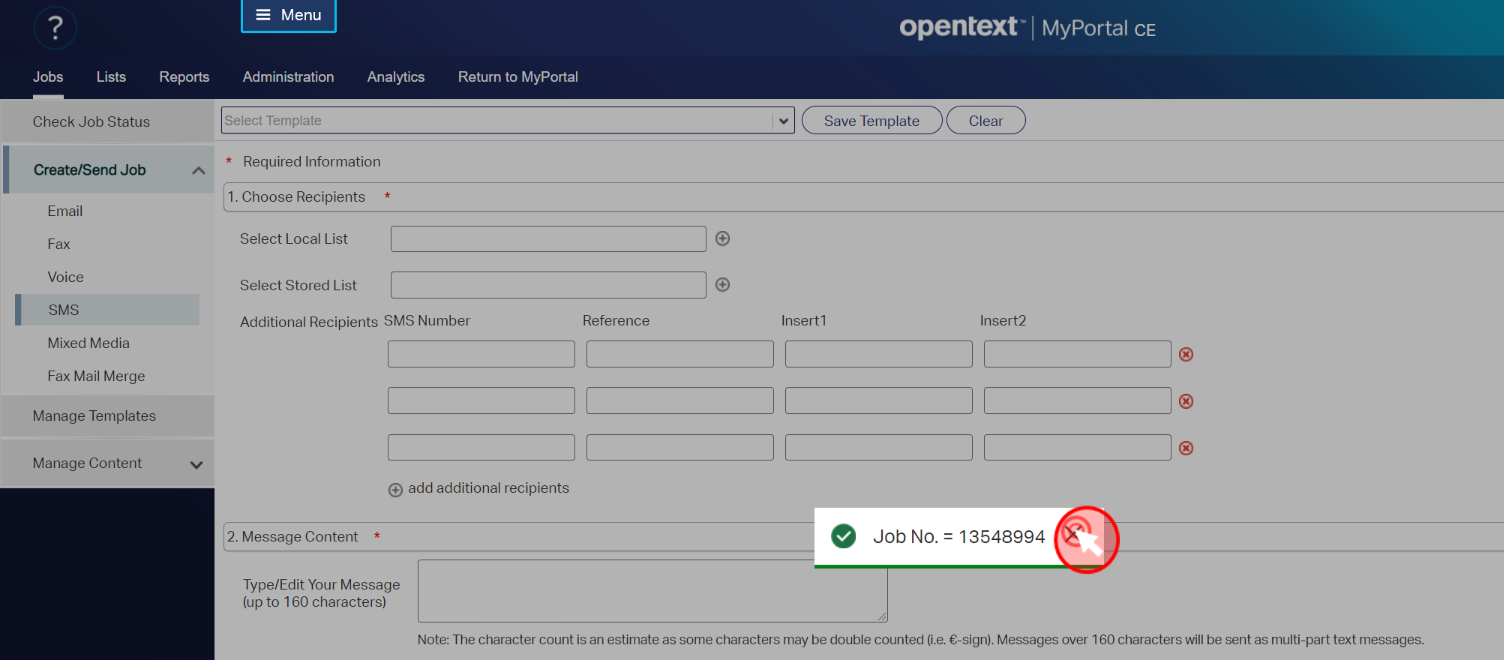 ?
Menu
opentext™ | MyPortal CE
Jobs Lists Reports Administration Analytics Return to MyPortal
Check Job Status
Select Template
Save Template
Clear
* Required Information
Create/Send Job
1. Choose Recipients *
Email
Select Local List
Fax
Voice
Select Stored List
SMS
Additional Recipients SMS Number Reference Insert1 Insert2
Mixed Media
Fax Mail Merge
Manage Templates
Manage Content
add additional recipients
2. Message Content *
Job No. = 13548994
Type/Edit Your Message
(up to 160 characters)
Note: The character count is an estimate as some characters may be double counted (i.e. €-sign). Messages over 160 characters will be sent as multi-part text messages.